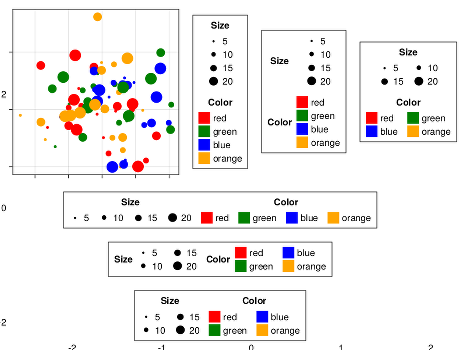 Size
5
10
15
20
Color
red
green
blue
orange
Size
5
10
15
20
Color
red
green
blue
orange
Size
5 10
15 20
Color
red green
blue orange
2
0
-2
Size Color
5 10 15 20 red green blue orange
Size 5 15 Color red blue
10 20 green orange
Size Color
5 15 red blue
10 20 green orange
-2 -1 0 1 2